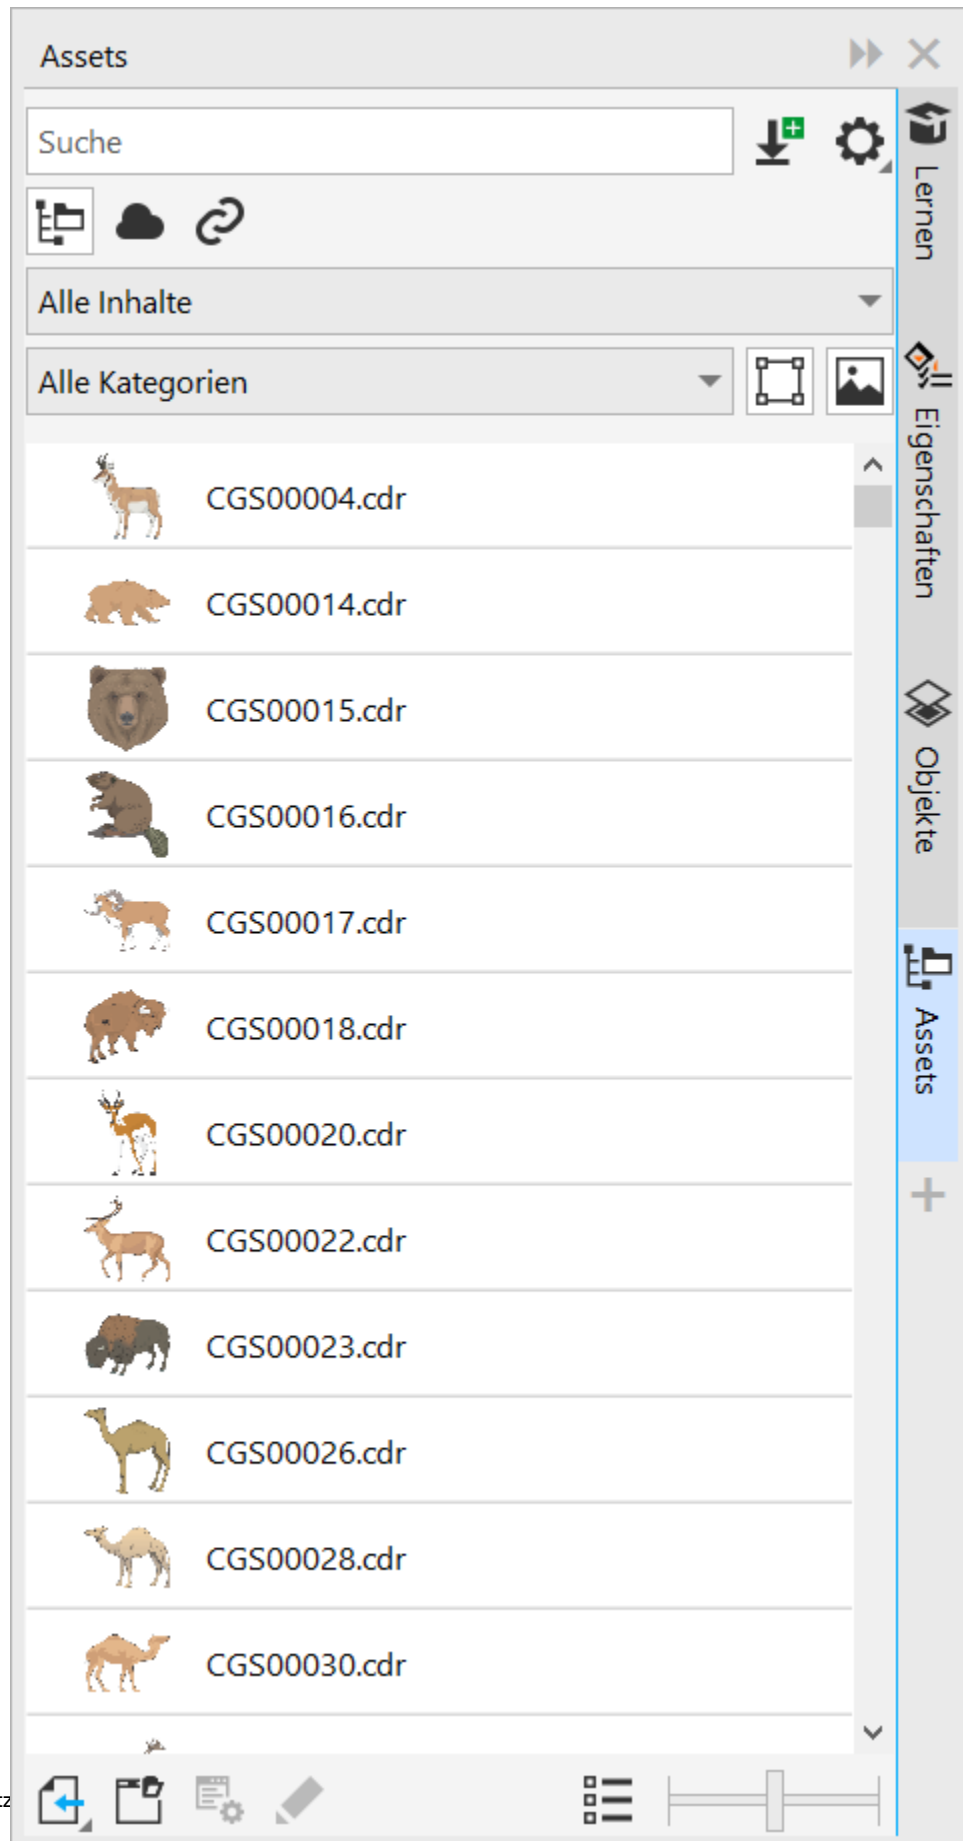 Assets
Suche
Alle Inhalte
Alle Kategorien
CGS00004.cdr
CGS00014.cdr
CGS00015.cdr
CGS00016.cdr
CGS00017.cdr
CGS00018.cdr
CGS00020.cdr
CGS00022.cdr
CGS00023.cdr
CGS00026.cdr
CGS00028.cdr
CGS00030.cdr
Lernen
Eigenschaften
Objekte
Assets